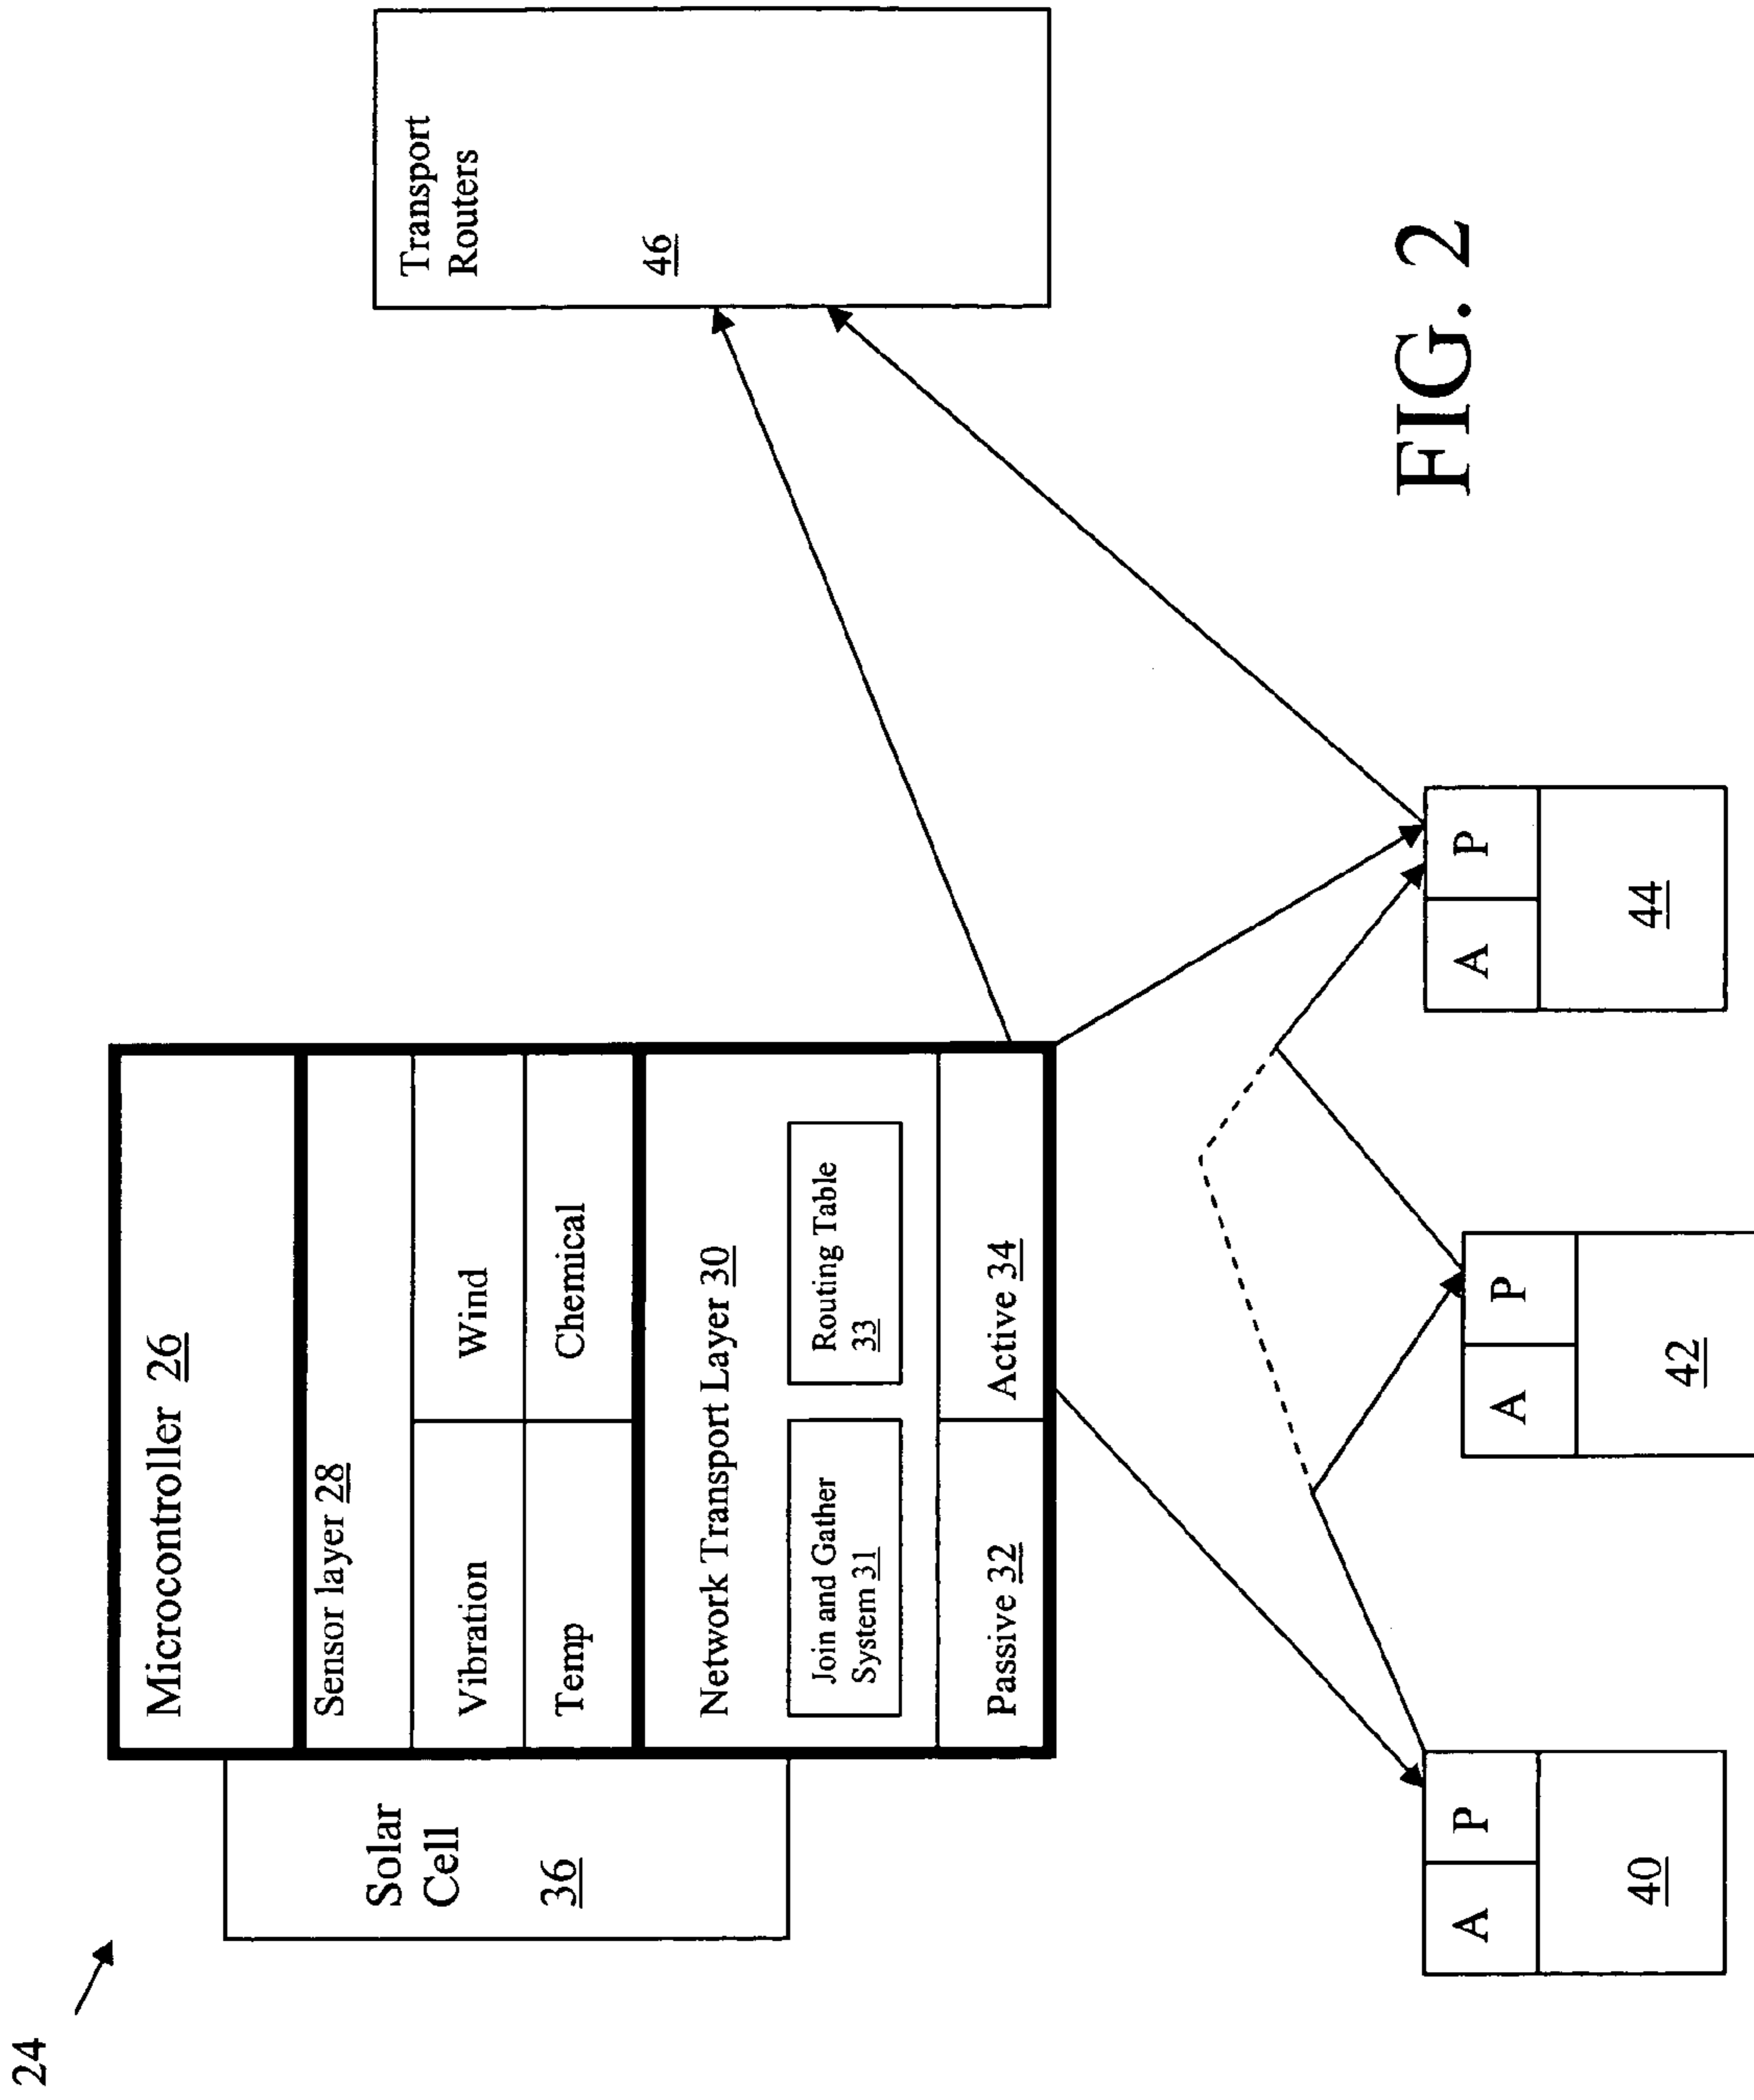 24
Solar
Cell
36
Microcontroller 26
Sensor layer 28
Vibration
Wind
Temp
Chemical
Network Transport Layer 30
Join and Gather
System 31
Routing Table
33
Passive 32
Active 34
Transport
Routers
46
A
P
40
A
P
42
A
P
44
FIG. 2